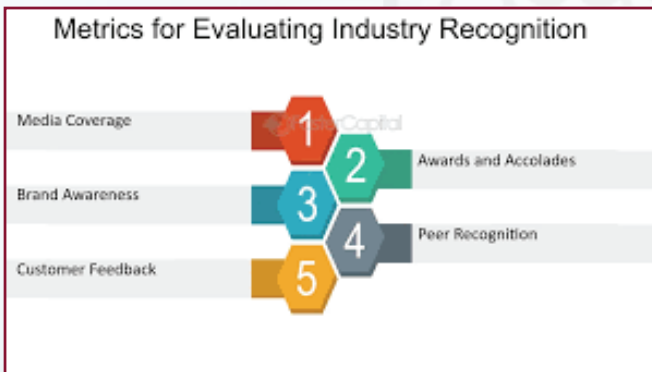 Metrics for Evaluating Industry Recognition
Media Coverage
1
FasterCapital
2
Awards and Accolades
Brand Awareness
3
4
Peer Recognition
Customer Feedback
5